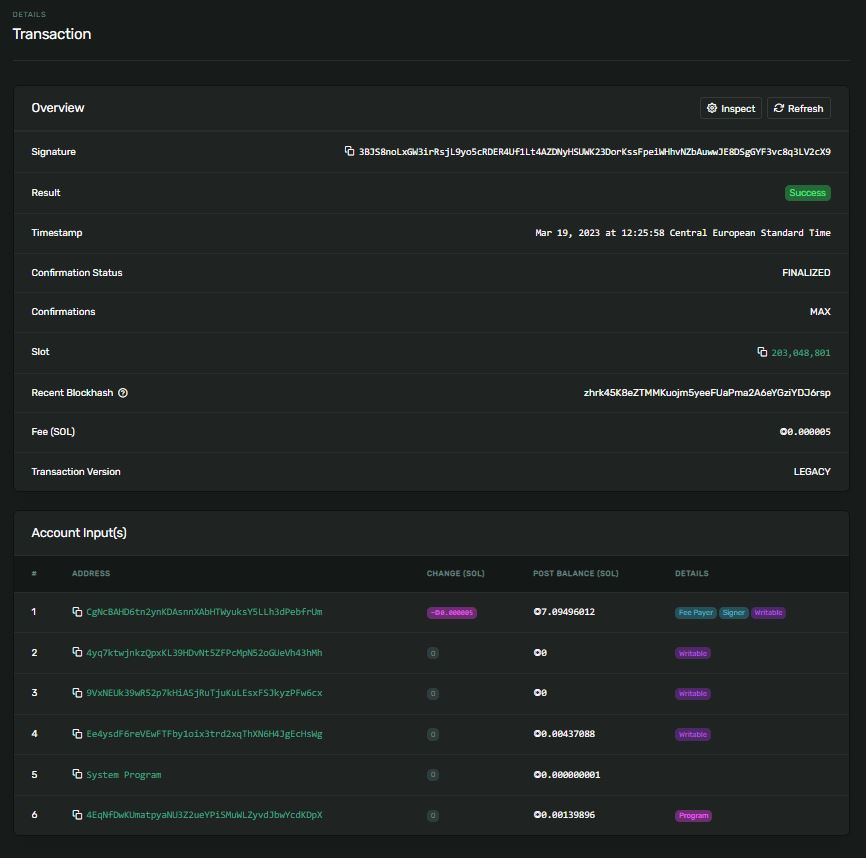 DETAILS
Transaction
Overview
Inspect Refresh
Signature 3BJS8noLxGW3irRsjL9yo5cRDER4Uf1Lt4AZDNyHSUWK23DorKssFpeiWHhvNZbAuwwJE8DSgGYF3vc8q3LV2cX9
Result Success
Timestamp Mar 19, 2023 at 12:25:58 Central European Standard Time
Confirmation Status FINALIZED
Confirmations MAX
Slot 203,048,801
Recent Blockhash zhrk45K8eZTMMKuojm5yeeFUaPma2A6eYGziYDJ6rsp
Fee (SOL) ◎0.000005
Transaction Version LEGACY
Account Input(s)
# ADDRESS CHANGE (SOL) POST BALANCE (SOL) DETAILS
1 CgNcBAHD6tn2ynKDAsnnXAbHTWyuksY5LLh3dPebfrUm -◎0.000005 ◎7.09496012 Fee Payer Signer Writable
2 4yq7ktwjnkzQpxKL39HDvNt5ZFPcMpN52oGUeVh43hMh 0 ◎0 Writable
3 9VxNEUk39wR52p7kHiASjRuTjuKuLEsxFSJkyzPFw6cx 0 ◎0 Writable
4 Ee4ysdF6reVEwFTFby1oix3trd2xqThXN6H4JgEcHsWg 0 ◎0.00437088 Writable
5 System Program 0 ◎0.000000001
6 4EqNfDwKUmatpyaNU3Z2ueYPiSMuWLZyvdJbwYcdKDpX 0 ◎0.00139896 Program